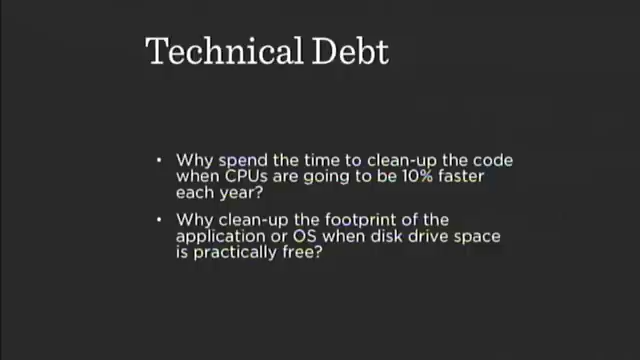 Technical Debt
• Why spend the time to clean-up the code
when CPUs are going to be 10% faster
each year?
• Why clean-up the footprint of the
application or OS when disk drive space
is practically free?